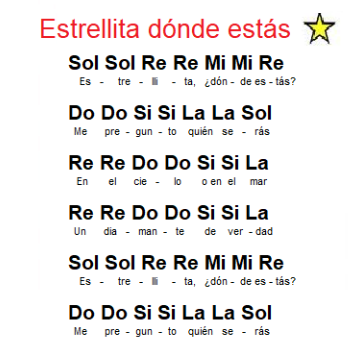 Estrellita dónde estás
Sol Sol Re Re Mi Mi Re
Es - tre - lli - ta, ¿dón - de es - tás?
Do Do Si Si La La Sol
Me pre - gun - to quién se - rás
Re Re Do Do Si Si La
En el cie - lo o en el mar
Re Re Do Do Si Si La
Un dia - man - te de ver - dad
Sol Sol Re Re Mi Mi Re
Es - tre - lli - ta, ¿dón - de es - tás?
Do Do Si Si La La Sol
Me pre - gun - to quién se - rás